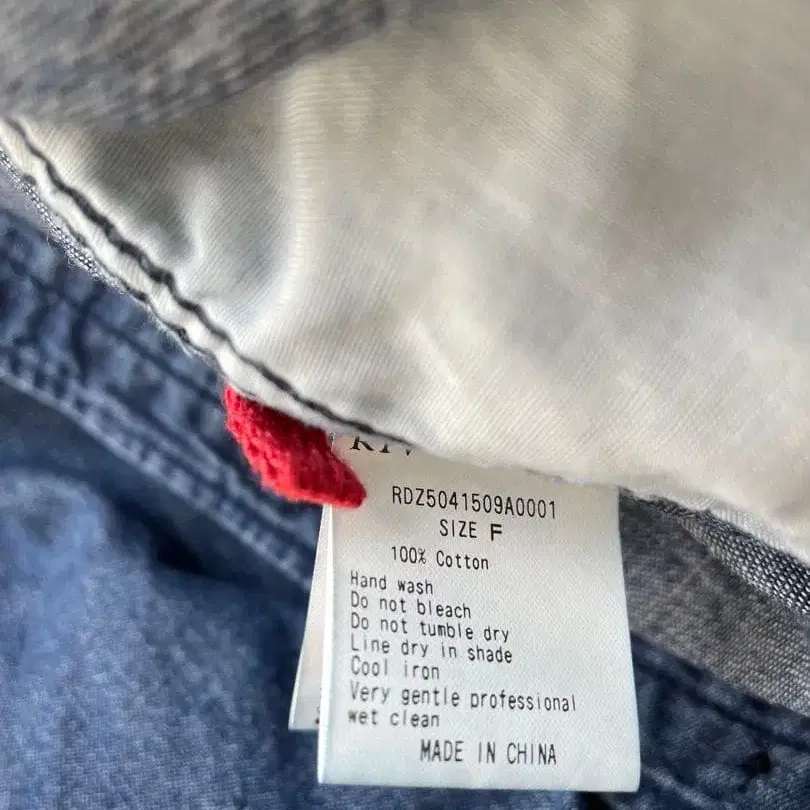 RDZ5041509A0001
SIZE F
100% Cotton
Hand wash
Do not bleach
Do not tumble dry
Line dry in shade
Cool iron
Very gentle professional
wet clean
MADE IN CHINA